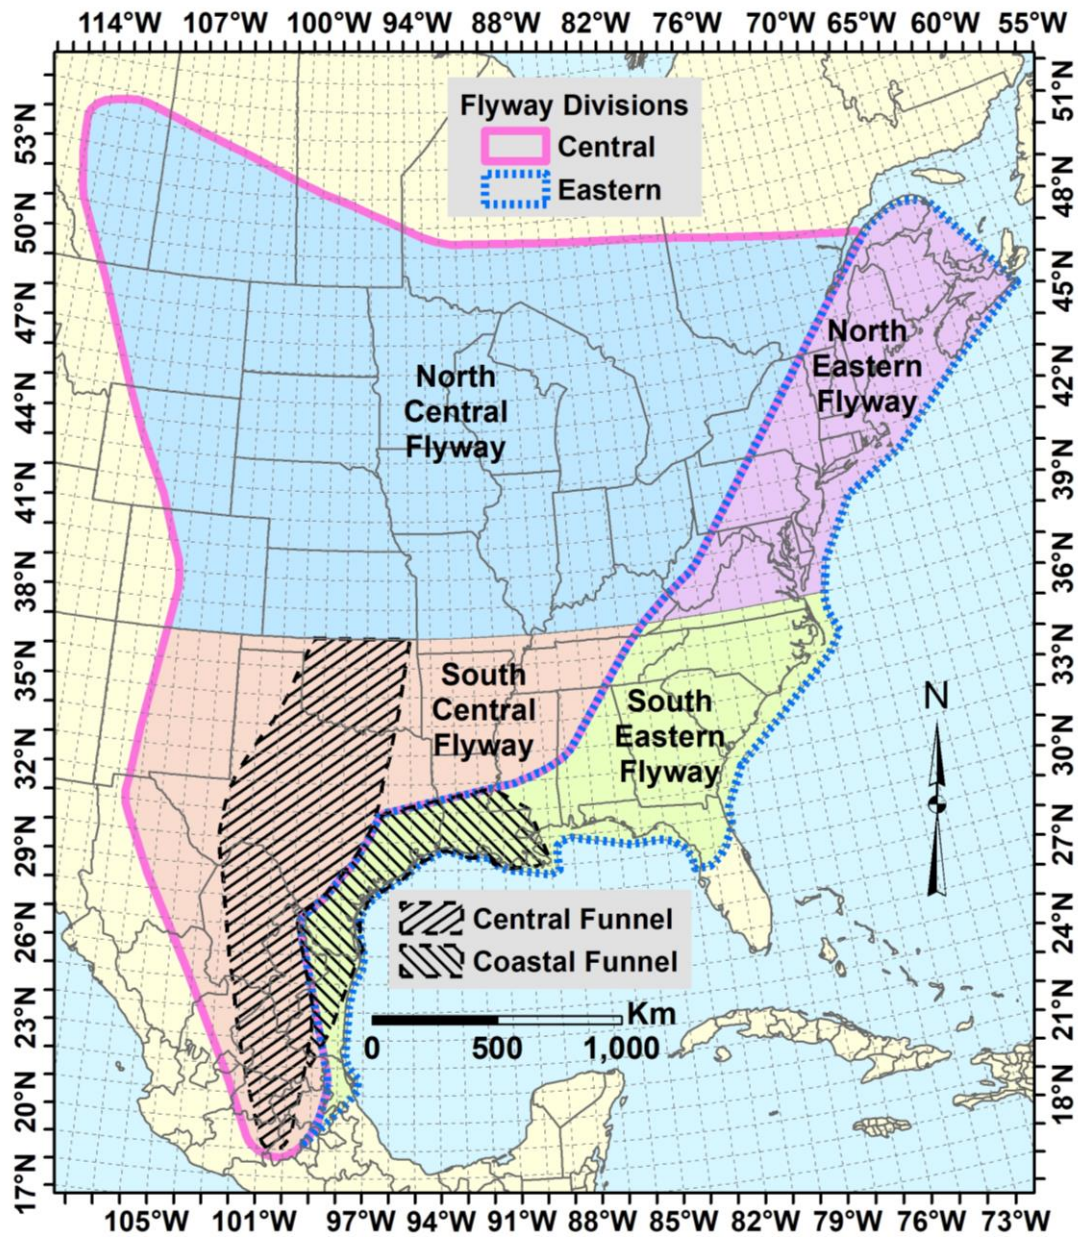 114°W 107°W 100°W 94°W 88°W 82°W 76°W 70°W 65°W 60°W 55°W
Flyway Divisions
Central
Eastern
53°N
50°N
47°N
44°N
41°N
38°N
35°N
32°N
29°N
26°N
23°N
20°N
17°N
51°N
48°N
45°N
42°N
39°N
36°N
33°N
30°N
27°N
24°N
21°N
18°N
North
Eastern
Flyway
North
Central
Flyway
South
Central
Flyway
South
Eastern
Flyway
N
Central Funnel
Coastal Funnel
Km
0 500 1,000
105°W 101°W 97°W 94°W 91°W 88°W 85°W 82°W 79°W 76°W 73°W